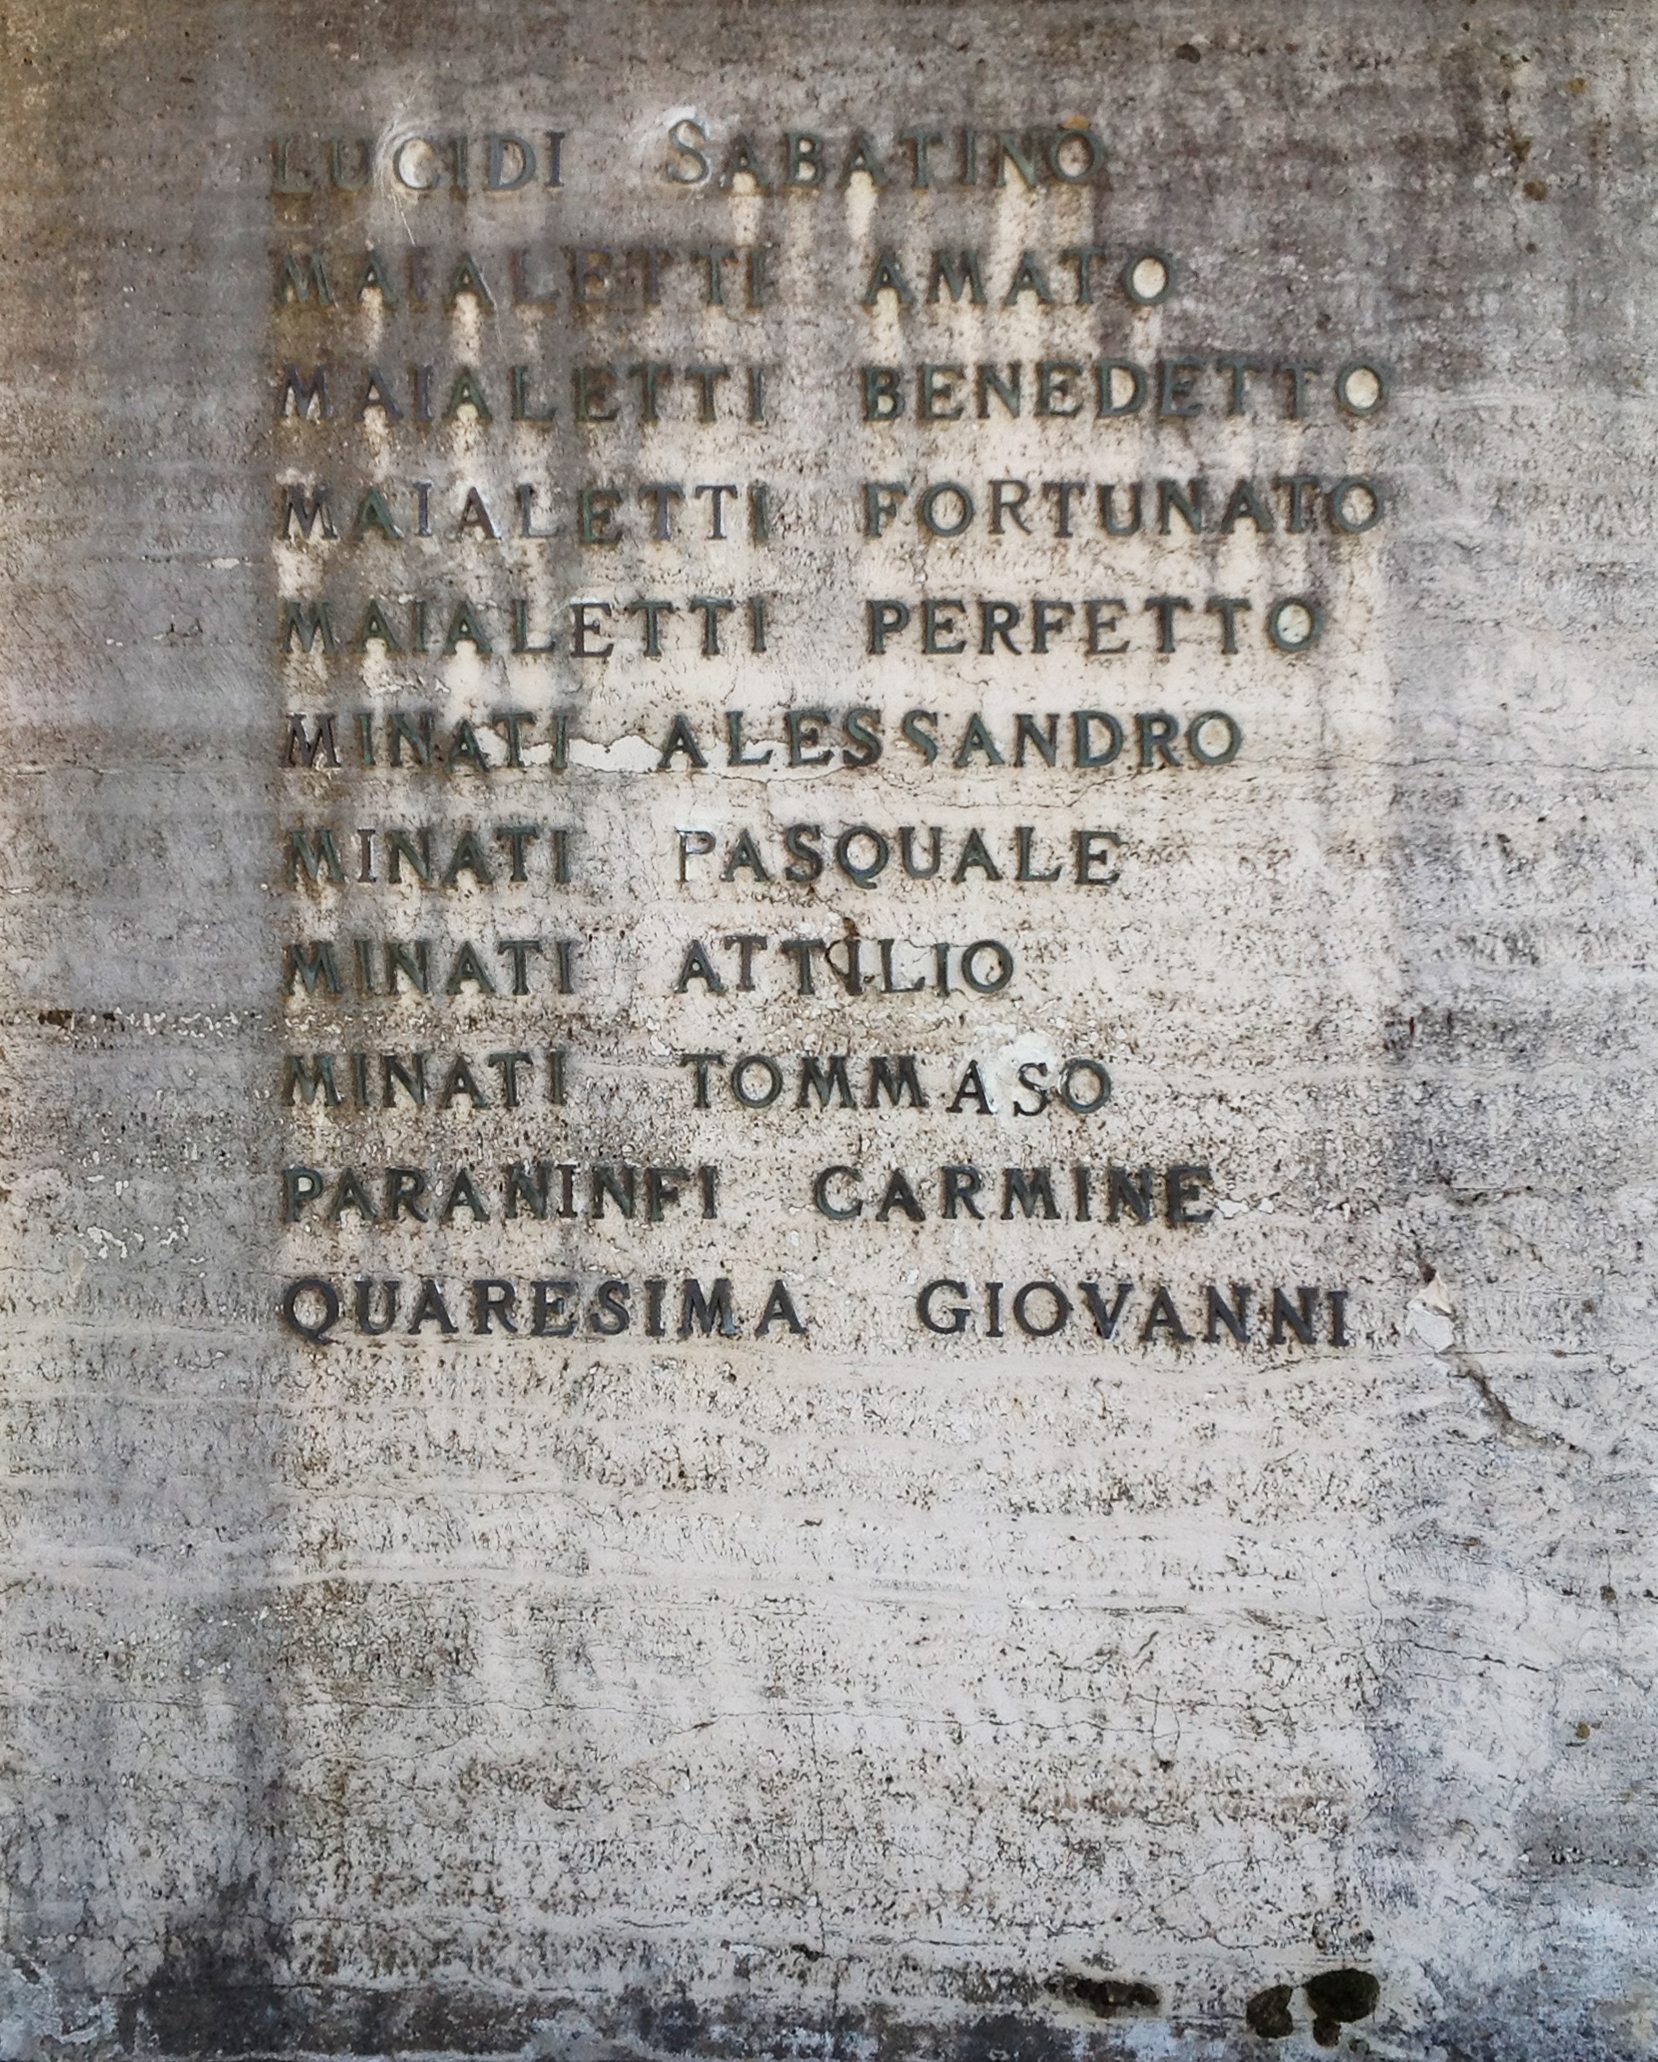 LUCIDI SABATINO
MAIALETTI AMATO
MAIALETTI BENEDETTO
MAIALETTI FORTUNATO
MAIALETTI PERFETTO
MINATI ALESSANDRO
MINATI PASQUALE
MINATI ATTILIO
MINATI TOMMASO
PARANINFI CARMINE
QUARESIMA GIOVANNI